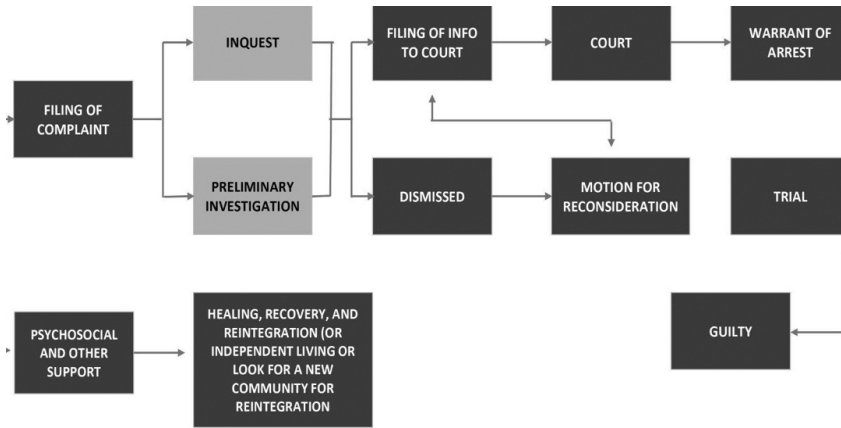 INQUEST
FILING OF INFO
TO COURT
COURT
WARRANT OF
ARREST
FILING OF
COMPLAINT
PRELIMINARY
INVESTIGATION
DISMISSED
MOTION FOR
RECONSIDERATION
TRIAL
PSYCHOSOCIAL
AND OTHER
SUPPORT
HEALING, RECOVERY, AND
REINTEGRATION (OR
INDEPENDENT LIVING OR
LOOK FOR A NEW
COMMUNITY FOR
REINTEGRATION
GUILTY